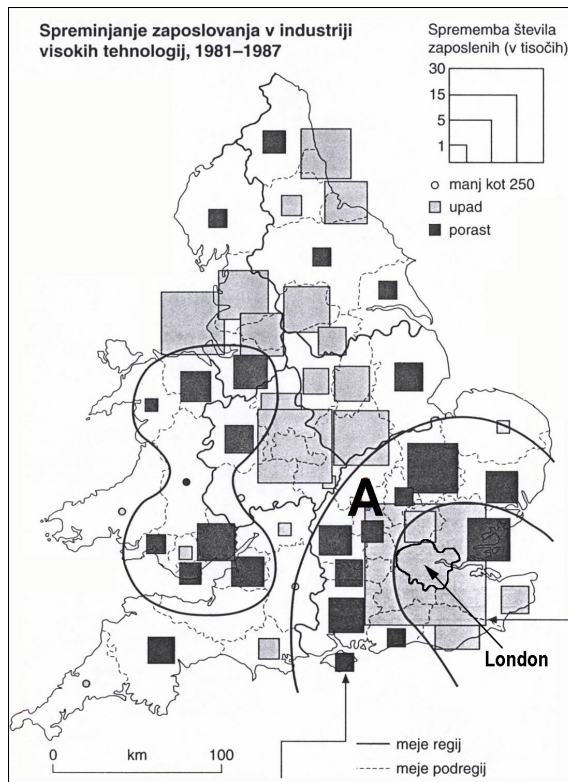 Spreminjanje zaposlovanja v industriji
visokih tehnologij, 1981–1987
Sprememba števila
zaposlenih (v tisočih)
30
15
5
1
manj kot 250
upad
porast
A
London
0 km 100
meje regij
meje podregij